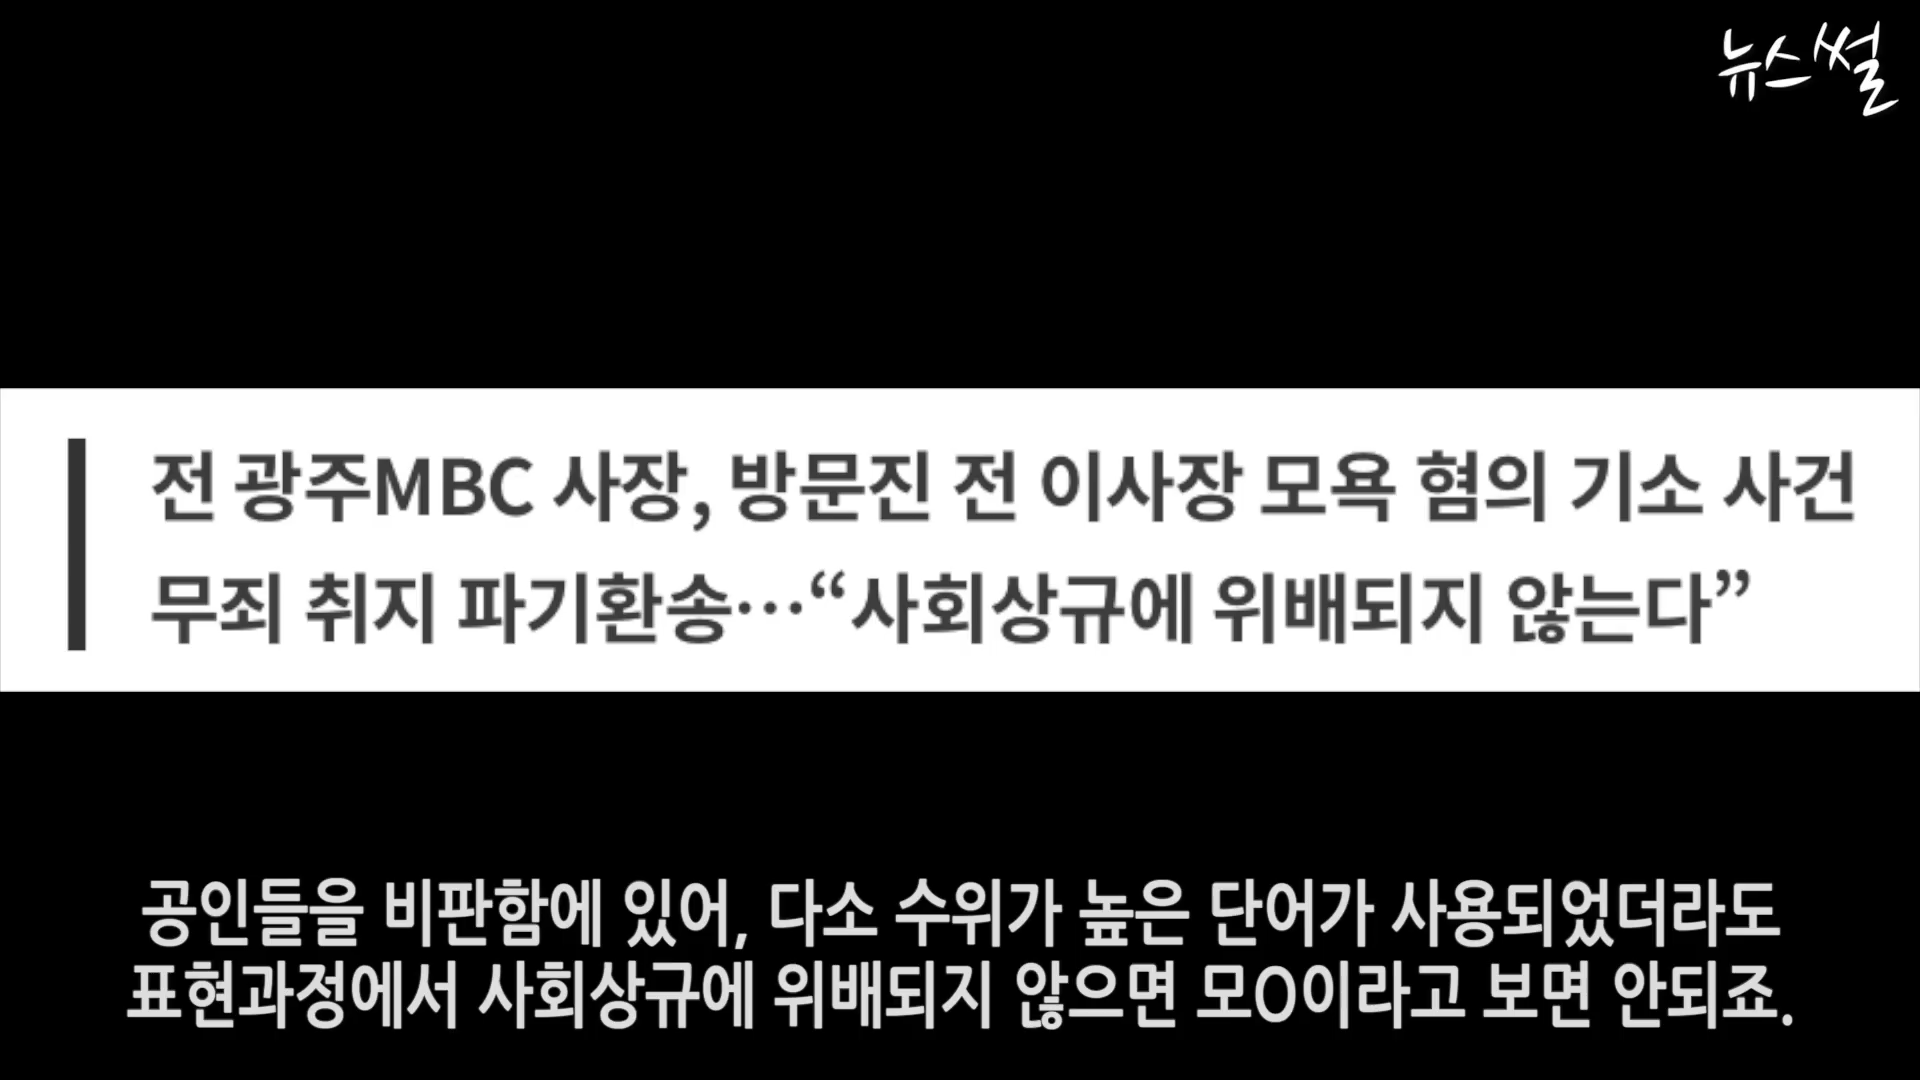 뉴스썰
전 광주MBC 사장, 방문진 전 이사장 모욕 혐의 기소 사건
무죄 취지 파기환송…“사회상규에 위배되지 않는다”
공인들을 비판함에 있어, 다소 수위가 높은 단어가 사용되었더라도
표현과정에서 사회상규에 위배되지 않으면 모O이라고 보면 안되죠.